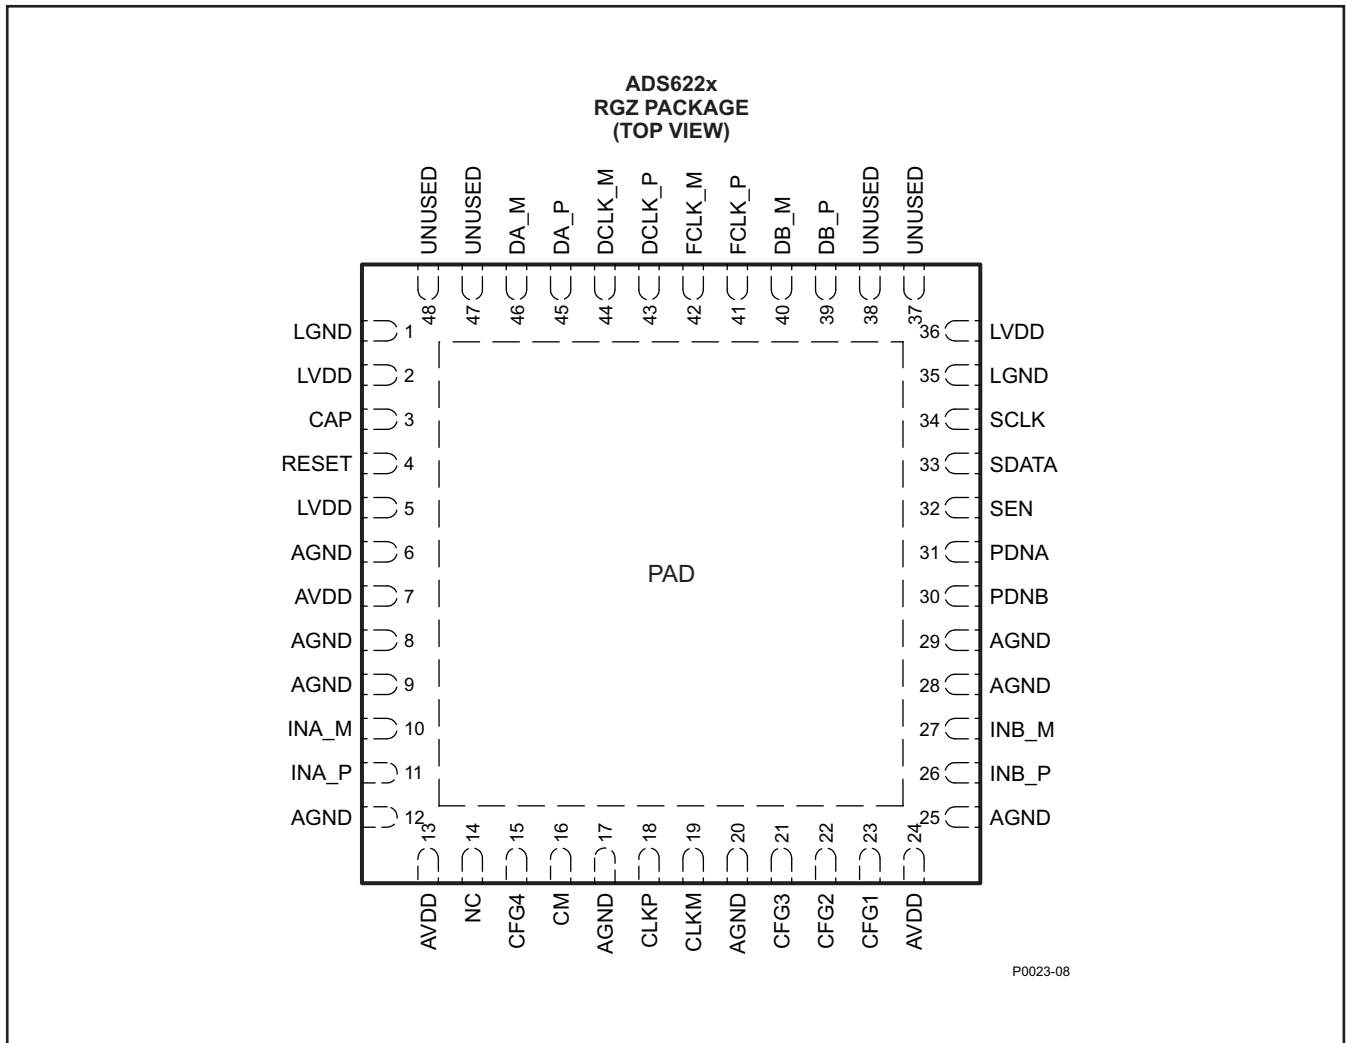 ADS622x
RGZ PACKAGE
(TOP VIEW)
UNUSED
UNUSED
DA_M
DA_P
DCLK_M
DCLK_P
FCLK_M
FCLK_P
DB_M
DB_P
UNUSED
UNUSED
48
47
46
45
44
43
42
41
40
39
38
37
LGND 1
LVDD 2
CAP 3
RESET 4
LVDD 5
AGND 6
AVDD 7
AGND 8
AGND 9
INA_M 10
INA_P 11
AGND 12
PAD
36 LVDD
35 LGND
34 SCLK
33 SDATA
32 SEN
31 PDNA
30 PDNB
29 AGND
28 AGND
27 INB_M
26 INB_P
25 AGND
13
14
15
16
17
18
19
20
21
22
23
24
AVDD
NC
CFG4
CM
AGND
CLKP
CLKM
AGND
CFG3
CFG2
CFG1
AVDD
P0023-08